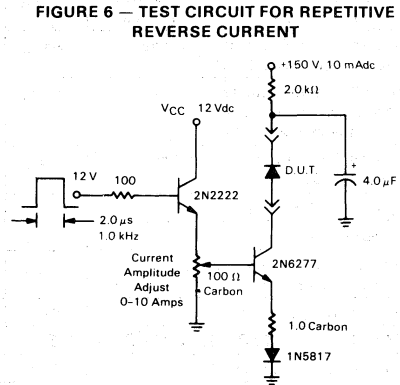 FIGURE 6 — TEST CIRCUIT FOR REPETITIVE
REVERSE CURRENT
+150 V, 10 mAdc
2.0 kΩ
VCC 12 Vdc
D.U.T.
+
4.0 μF
12 V
100
2N2222
2.0 μs
1.0 kHz
Current
Amplitude
Adjust
0–10 Amps
100 Ω
Carbon
2N6277
1.0 Carbon
1N5817